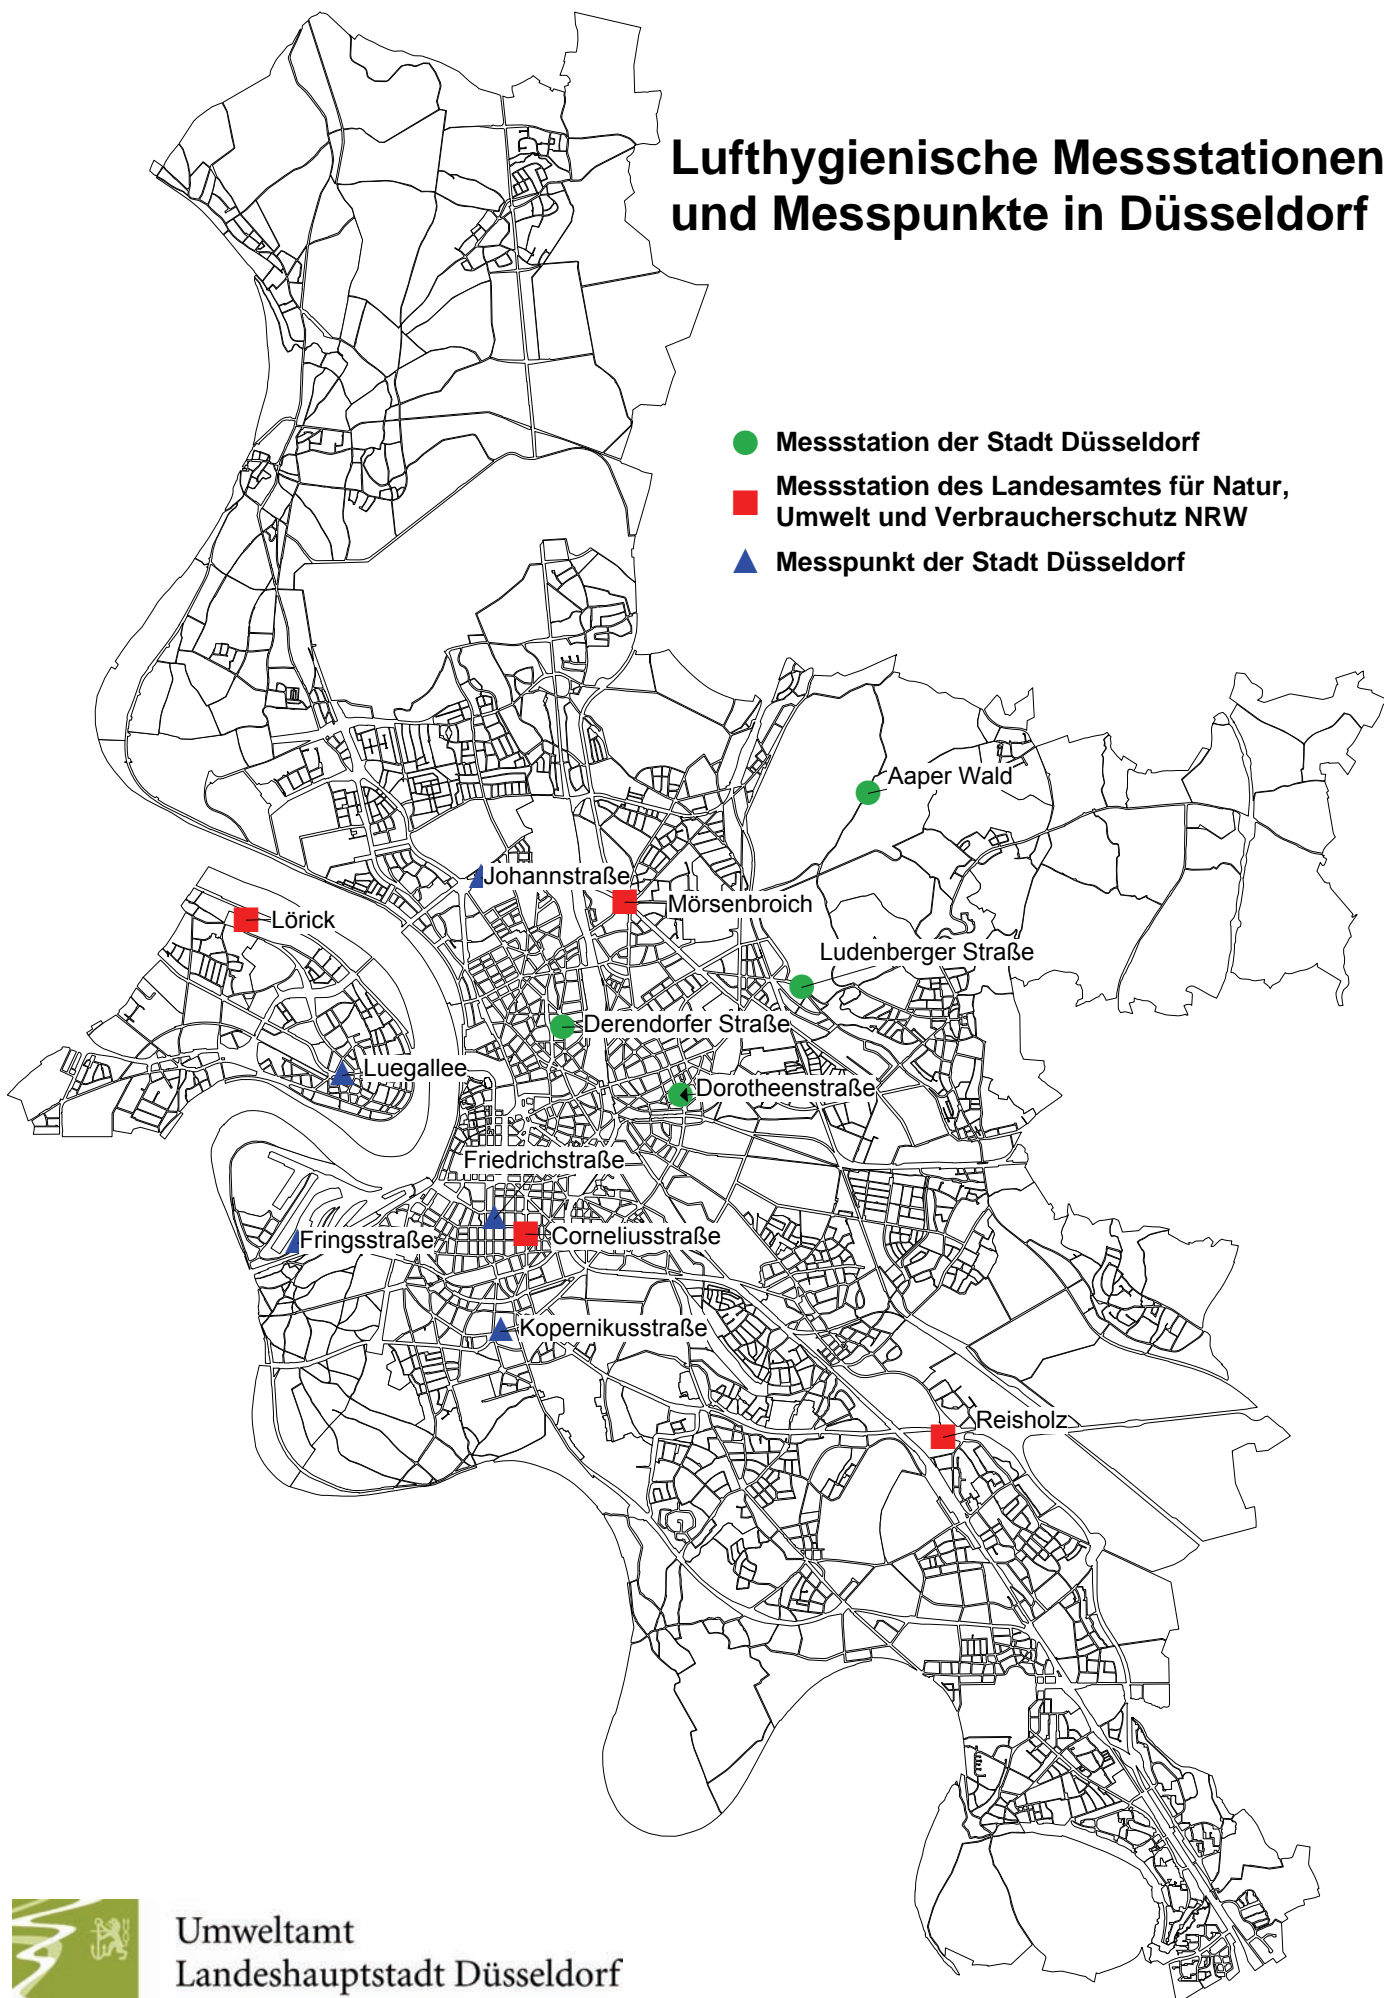 Lufthygienische Messstationen
und Messpunkte in Düsseldorf
Messstation der Stadt Düsseldorf
Messstation des Landesamtes für Natur,
Umwelt und Verbraucherschutz NRW
Messpunkt der Stadt Düsseldorf
Aaper Wald
Johannstraße
Mörsenbroich
Lörick
Ludenberger Straße
Derendorfer Straße
Luegallee
Dorotheenstraße
Friedrichstraße
Fringsstraße
Corneliusstraße
Kopernikusstraße
Reisholz
Umweltamt
Landeshauptstadt Düsseldorf